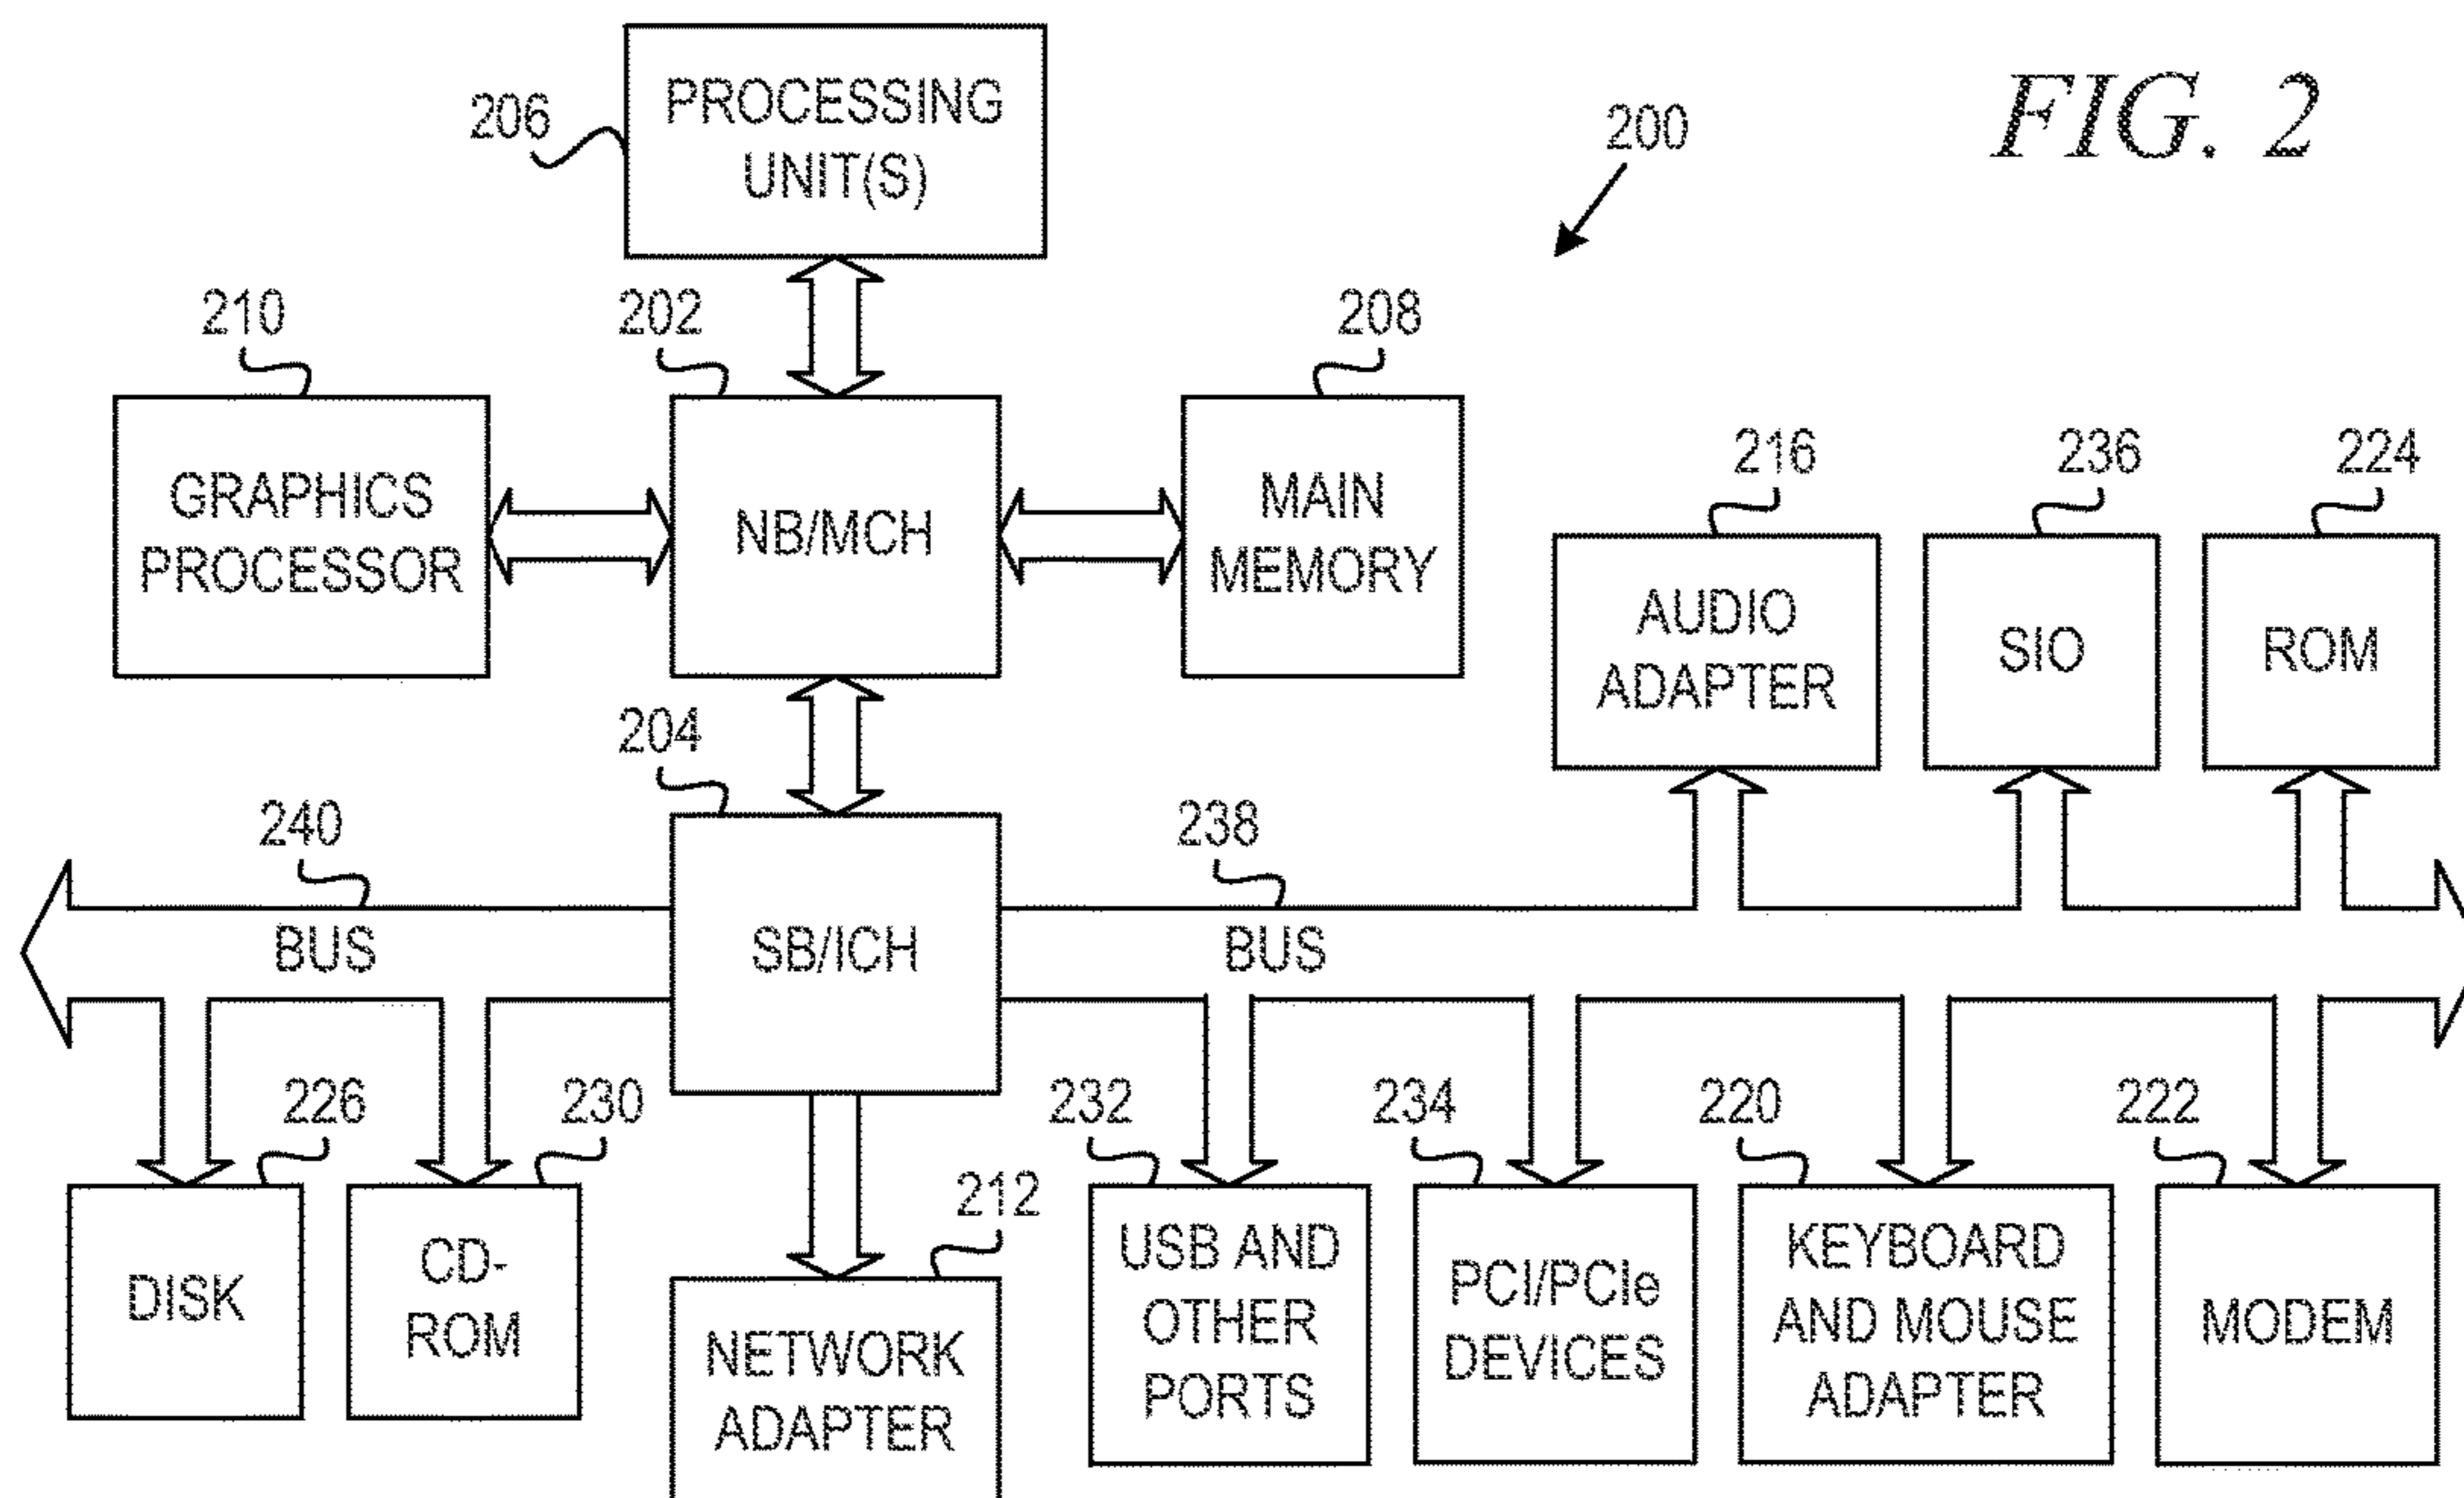 FIG. 2
200
206
PROCESSING
UNIT(S)
210
202
208
GRAPHICS
PROCESSOR
NB/MCH
MAIN
MEMORY
216
236
224
AUDIO
ADAPTER
SIO
ROM
204
240
238
BUS
SB/ICH
BUS
226
230
212
232
234
220
222
DISK
CD-
ROM
NETWORK
ADAPTER
USB AND
OTHER
PORTS
PCI/PCIe
DEVICES
KEYBOARD
AND MOUSE
ADAPTER
MODEM